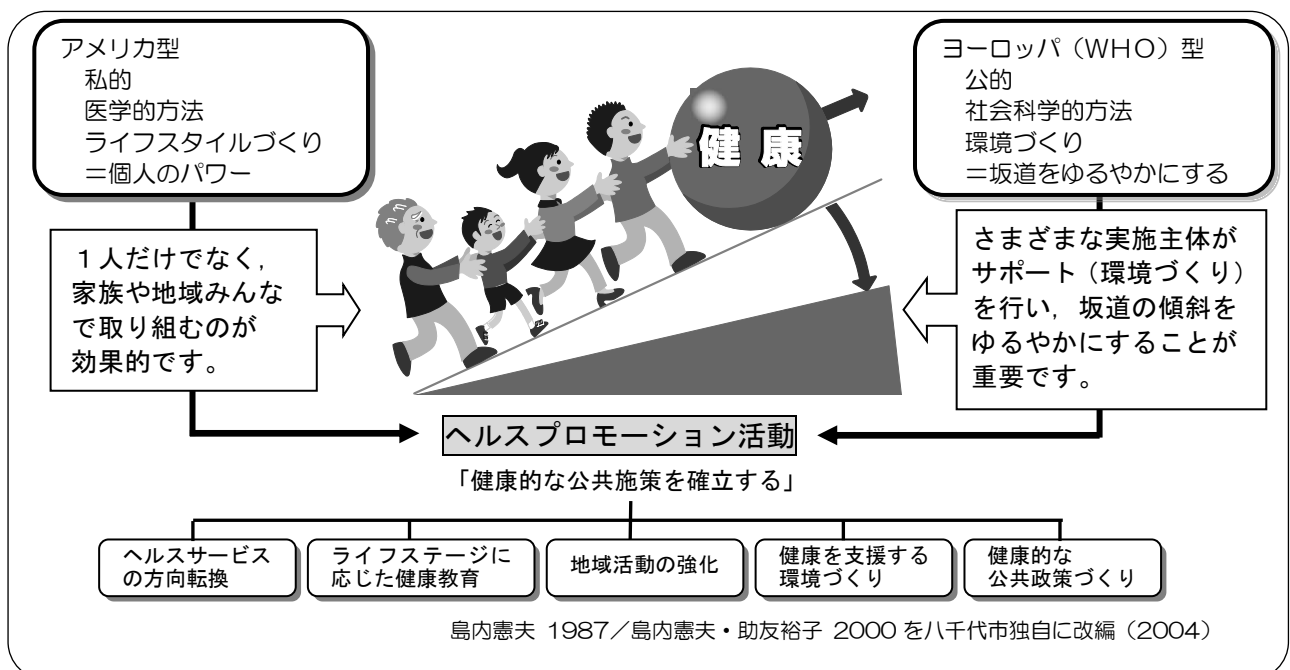 アメリカ型
私的
医学的方法
ライフスタイルづくり
＝個人のパワー
ヨーロッパ（ＷＨＯ）型
公的
社会科学的方法
環境づくり
＝坂道をゆるやかにする
健康
１人だけでなく，
家族や地域みんな
で取り組むのが
効果的です。
さまざまな実施主体が
サポート（環境づくり）
を行い，坂道の傾斜を
ゆるやかにすることが
重要です。
ヘルスプロモーション活動
「健康的な公共施策を確立する」
ヘルスサービス
の方向転換
ライフステージに
応じた健康教育
地域活動の強化
健康を支援する
環境づくり
健康的な
公共政策づくり
島内憲夫 1987／島内憲夫・助友裕子 2000 を八千代市独自に改編（2004）